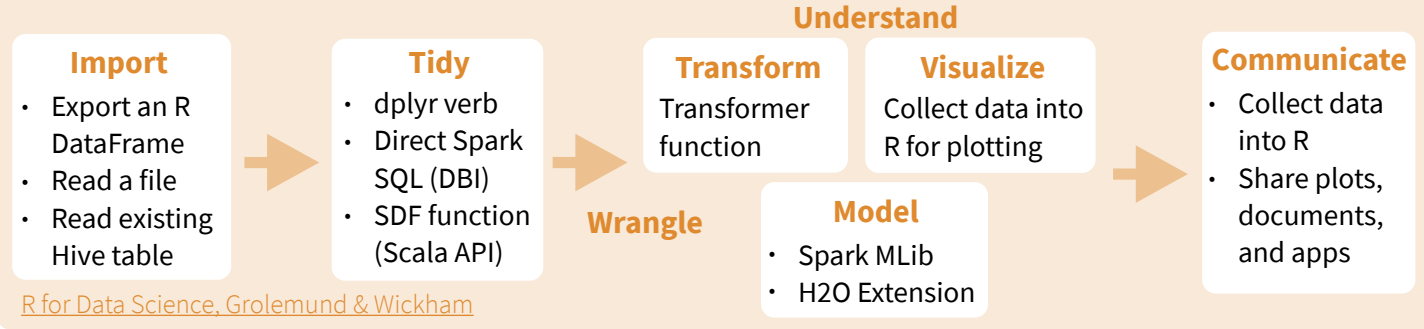 Import
• Export an R
DataFrame
• Read a file
• Read existing
Hive table
Tidy
• dplyr verb
• Direct Spark
SQL (DBI)
• SDF function
(Scala API)
Understand
Transform
Transformer
function
Visualize
Collect data into
R for plotting
Wrangle
Model
• Spark MLib
• H2O Extension
Communicate
• Collect data
into R
• Share plots,
documents,
and apps
R for Data Science, Grolemund & Wickham